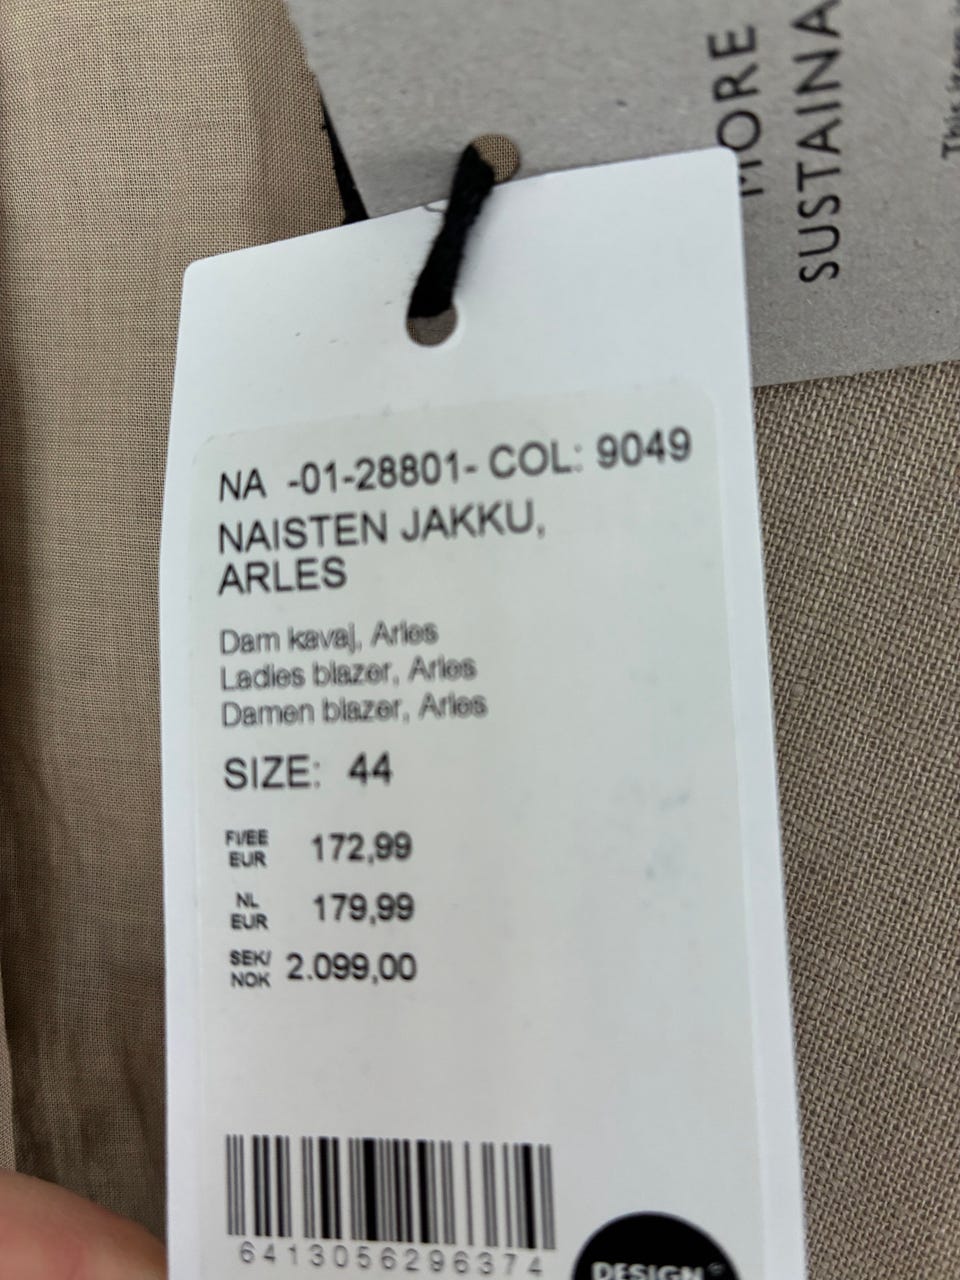 MORE
SUSTAINA
This
NA -01-28801- COL: 9049
NAISTEN JAKKU,
ARLES
Dam kavaj, Arles
Ladies blazer, Arles
Damen blazer, Arles
SIZE: 44
FI/EE
EUR 172,99
NL
EUR 179,99
SEK/
NOK 2.099,00
6413056296374
DESIGN